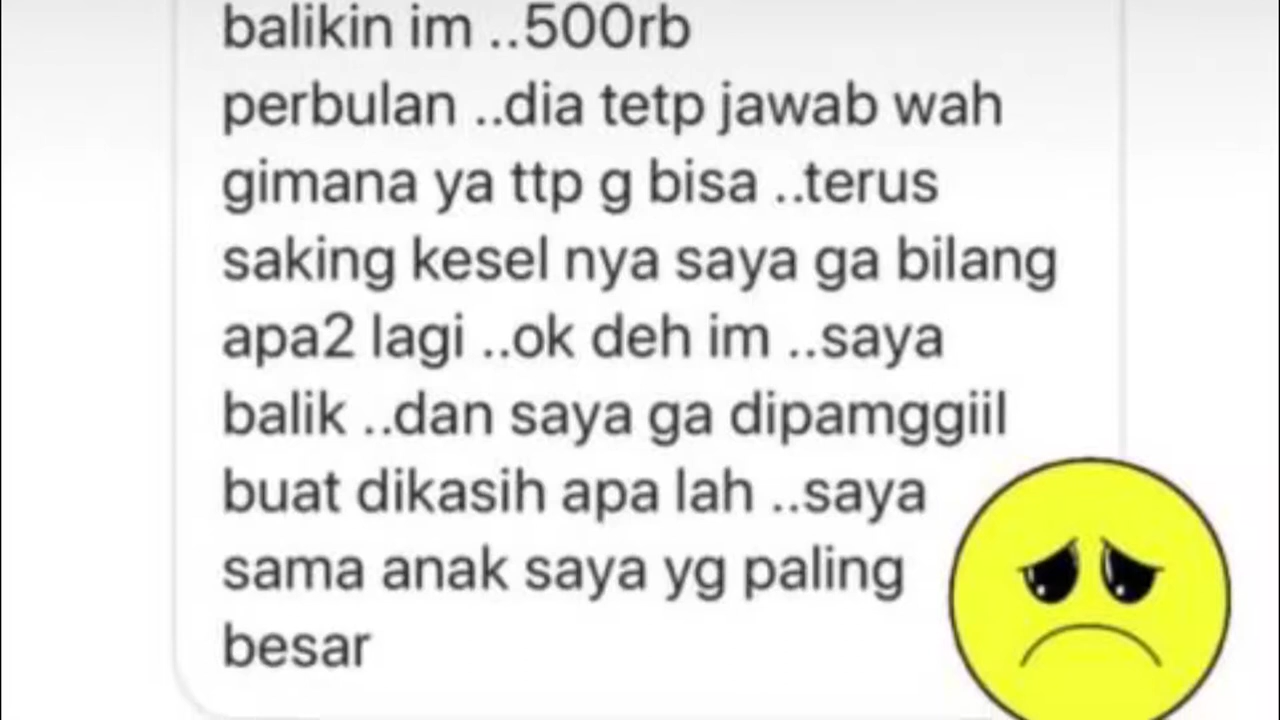 balikin im ..500rb
perbulan ..dia tetp jawab wah
gimana ya ttp g bisa ..terus
saking kesel nya saya ga bilang
apa2 lagi ..ok deh im ..saya
balik ..dan saya ga dipamggiil
buat dikasih apa lah ..saya
sama anak saya yg paling
besar